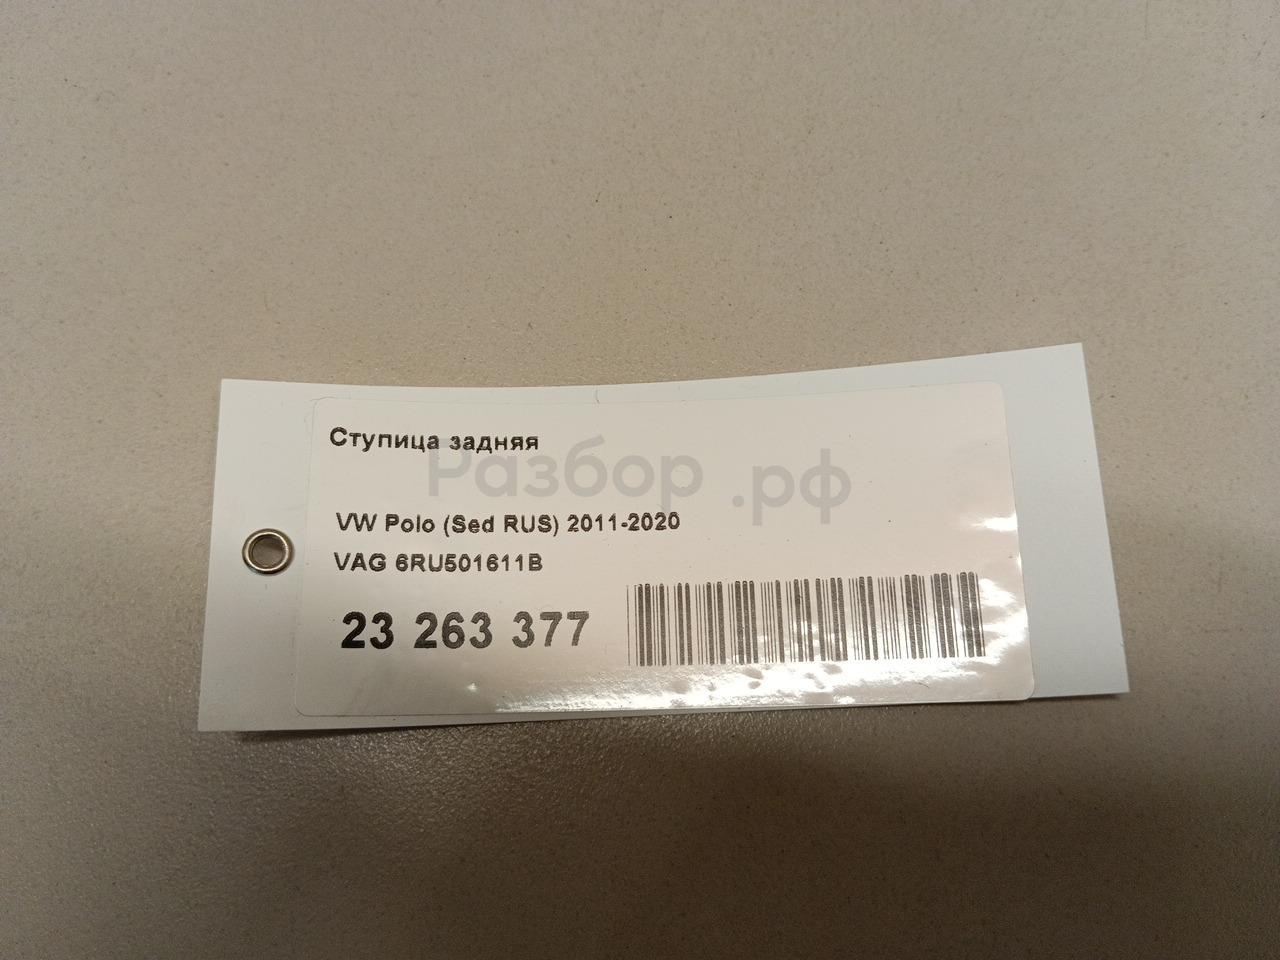 Ступица задняя
Разбор.рф
VW Polo (Sed RUS) 2011-2020
VAG 6RU501611B
23 263 377